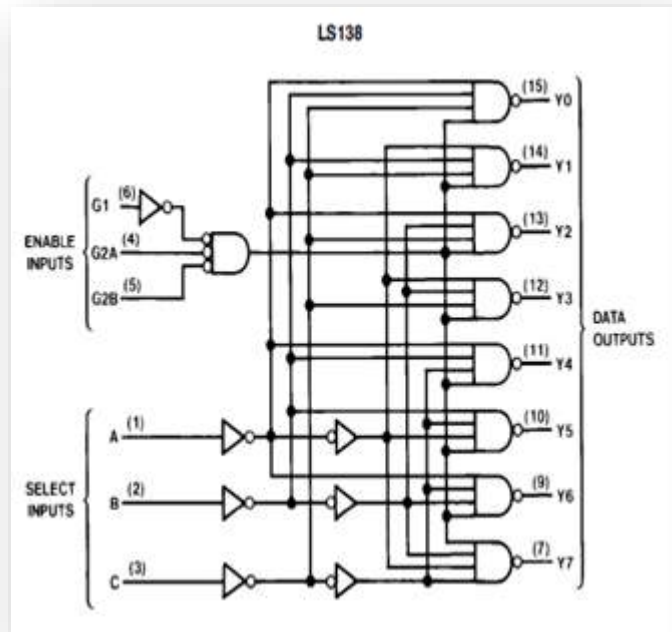 LS138
(15) Y0
(14) Y1
(13) Y2
(12) Y3
(11) Y4
(10) Y5
(9) Y6
(7) Y7
DATA
OUTPUTS
ENABLE
INPUTS
G1 (6)
G2A (4)
G2B (5)
SELECT
INPUTS
A (1)
B (2)
C (3)